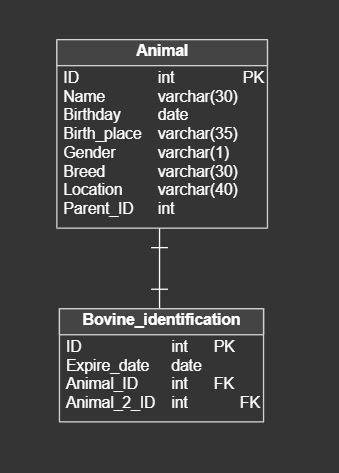 Animal
ID int PK
Name varchar(30)
Birthday date
Birth_place varchar(35)
Gender varchar(1)
Breed varchar(30)
Location varchar(40)
Parent_ID int
Bovine_identification
ID int PK
Expire_date date
Animal_ID int FK
Animal_2_ID int FK